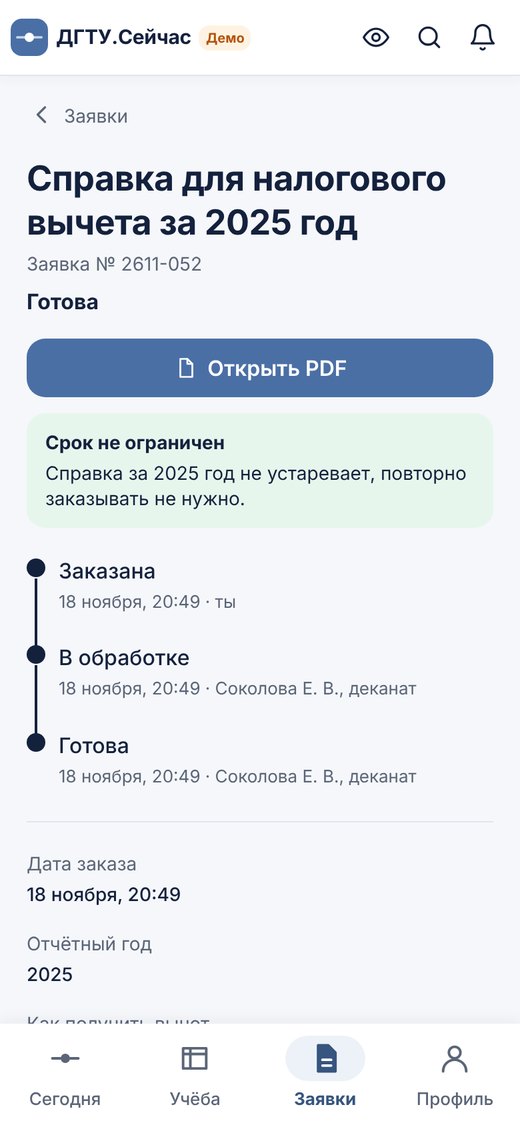 ДГТУ.Сейчас Демо
Заявки
Справка для налогового
вычета за 2025 год
Заявка № 2611-052
Готова
Открыть PDF
Срок не ограничен
Справка за 2025 год не устаревает, повторно
заказывать не нужно.
Заказана
18 ноября, 20:49 · ты
В обработке
18 ноября, 20:49 · Соколова Е. В., деканат
Готова
18 ноября, 20:49 · Соколова Е. В., деканат
Дата заказа
18 ноября, 20:49
Отчётный год
2025
Как получить вычет
Сегодня Учёба Заявки Профиль